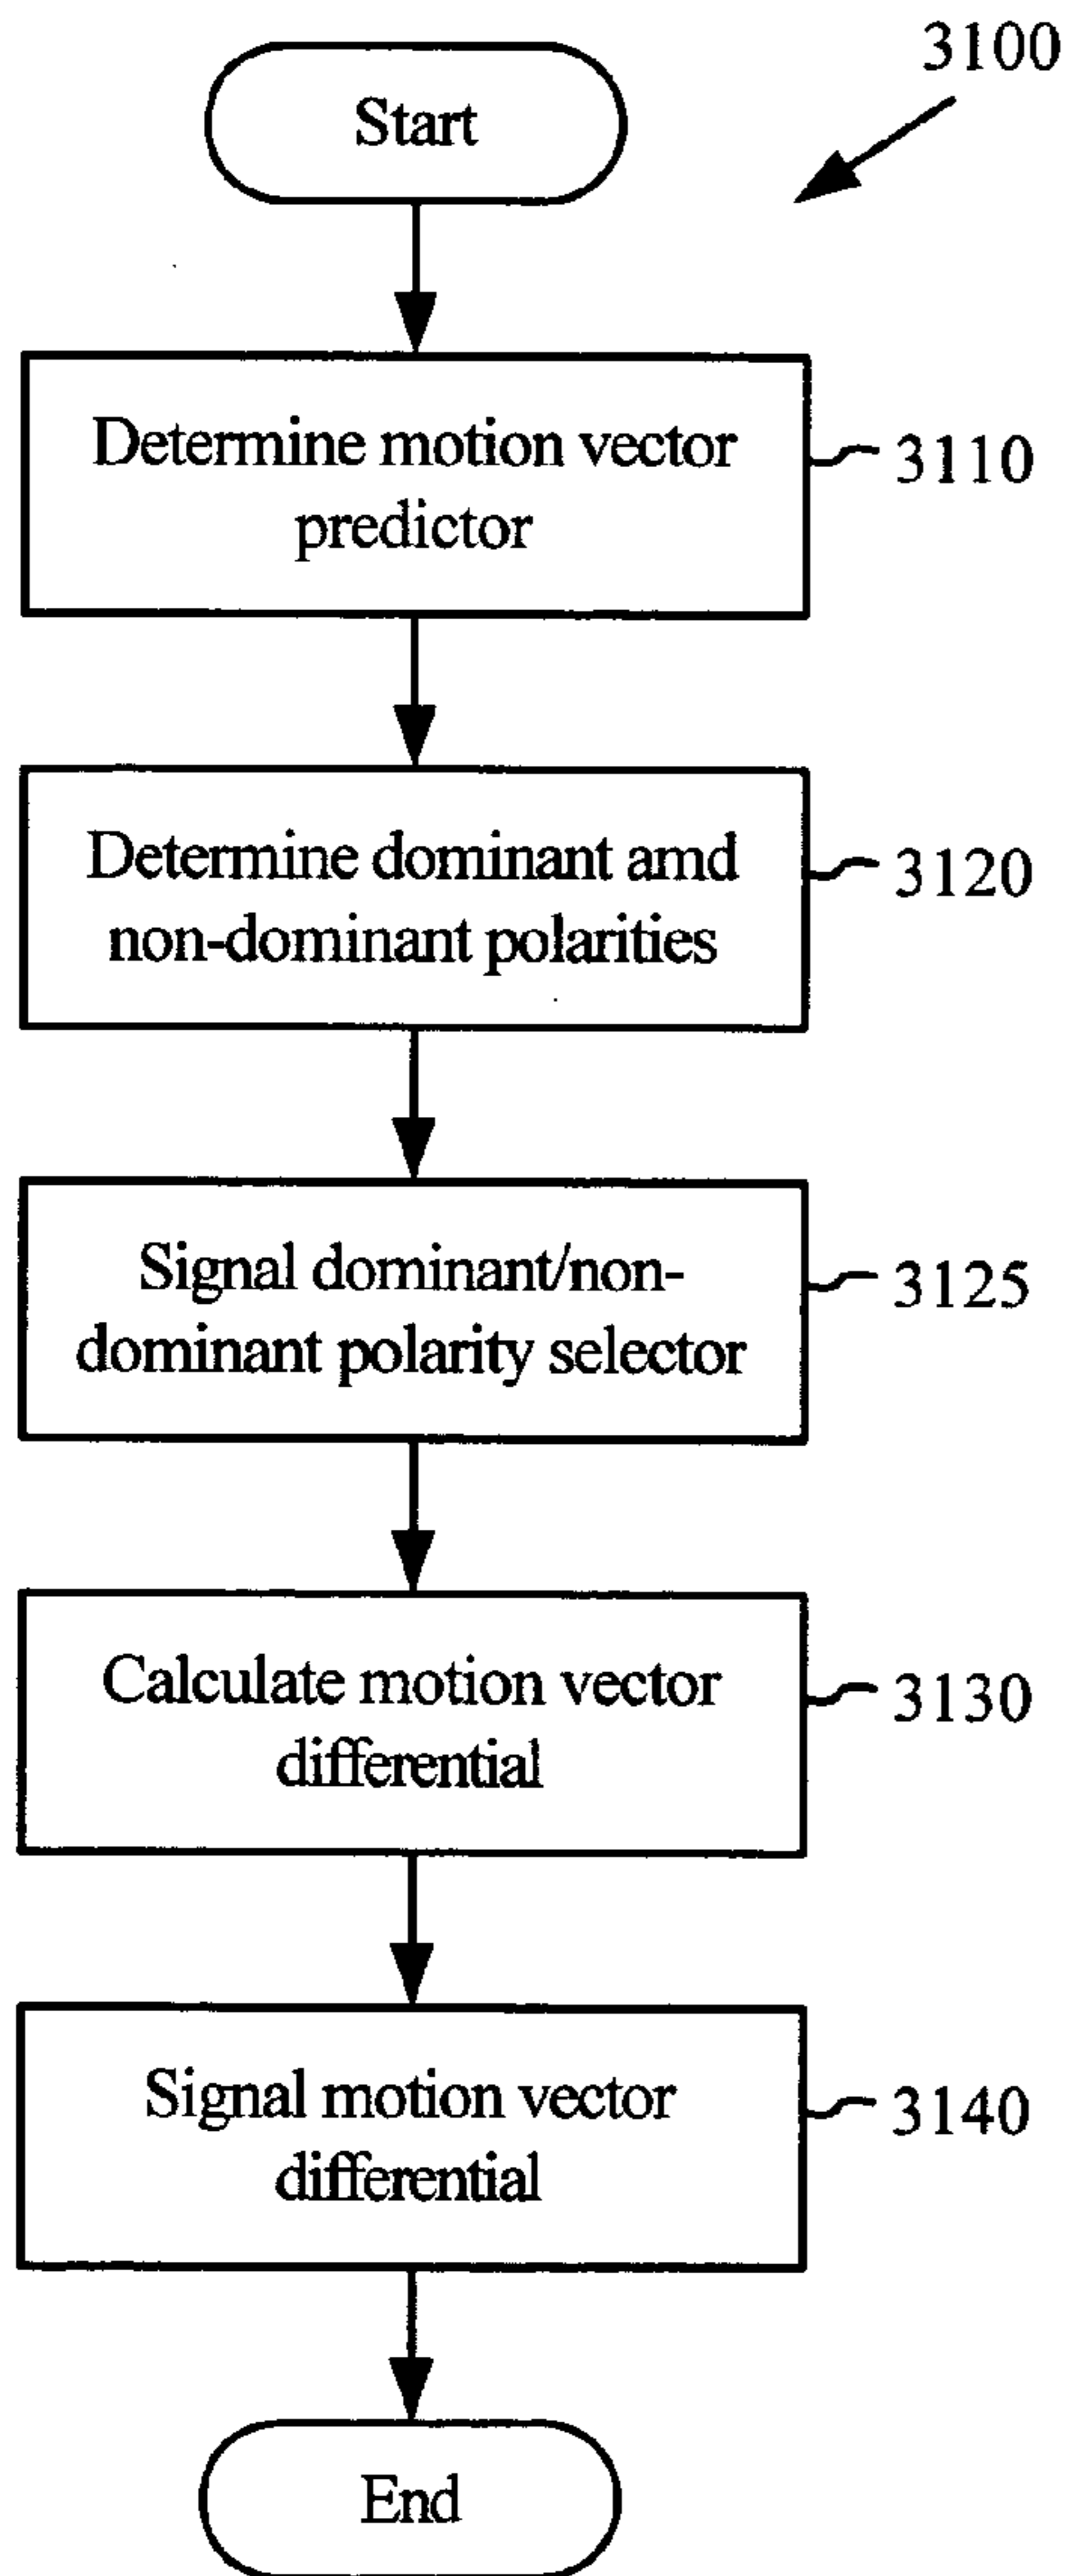 3100
Start
Determine motion vector
predictor
3110
Determine dominant amd
non-dominant polarities
3120
Signal dominant/non-
dominant polarity selector
3125
Calculate motion vector
differential
3130
Signal motion vector
differential
3140
End